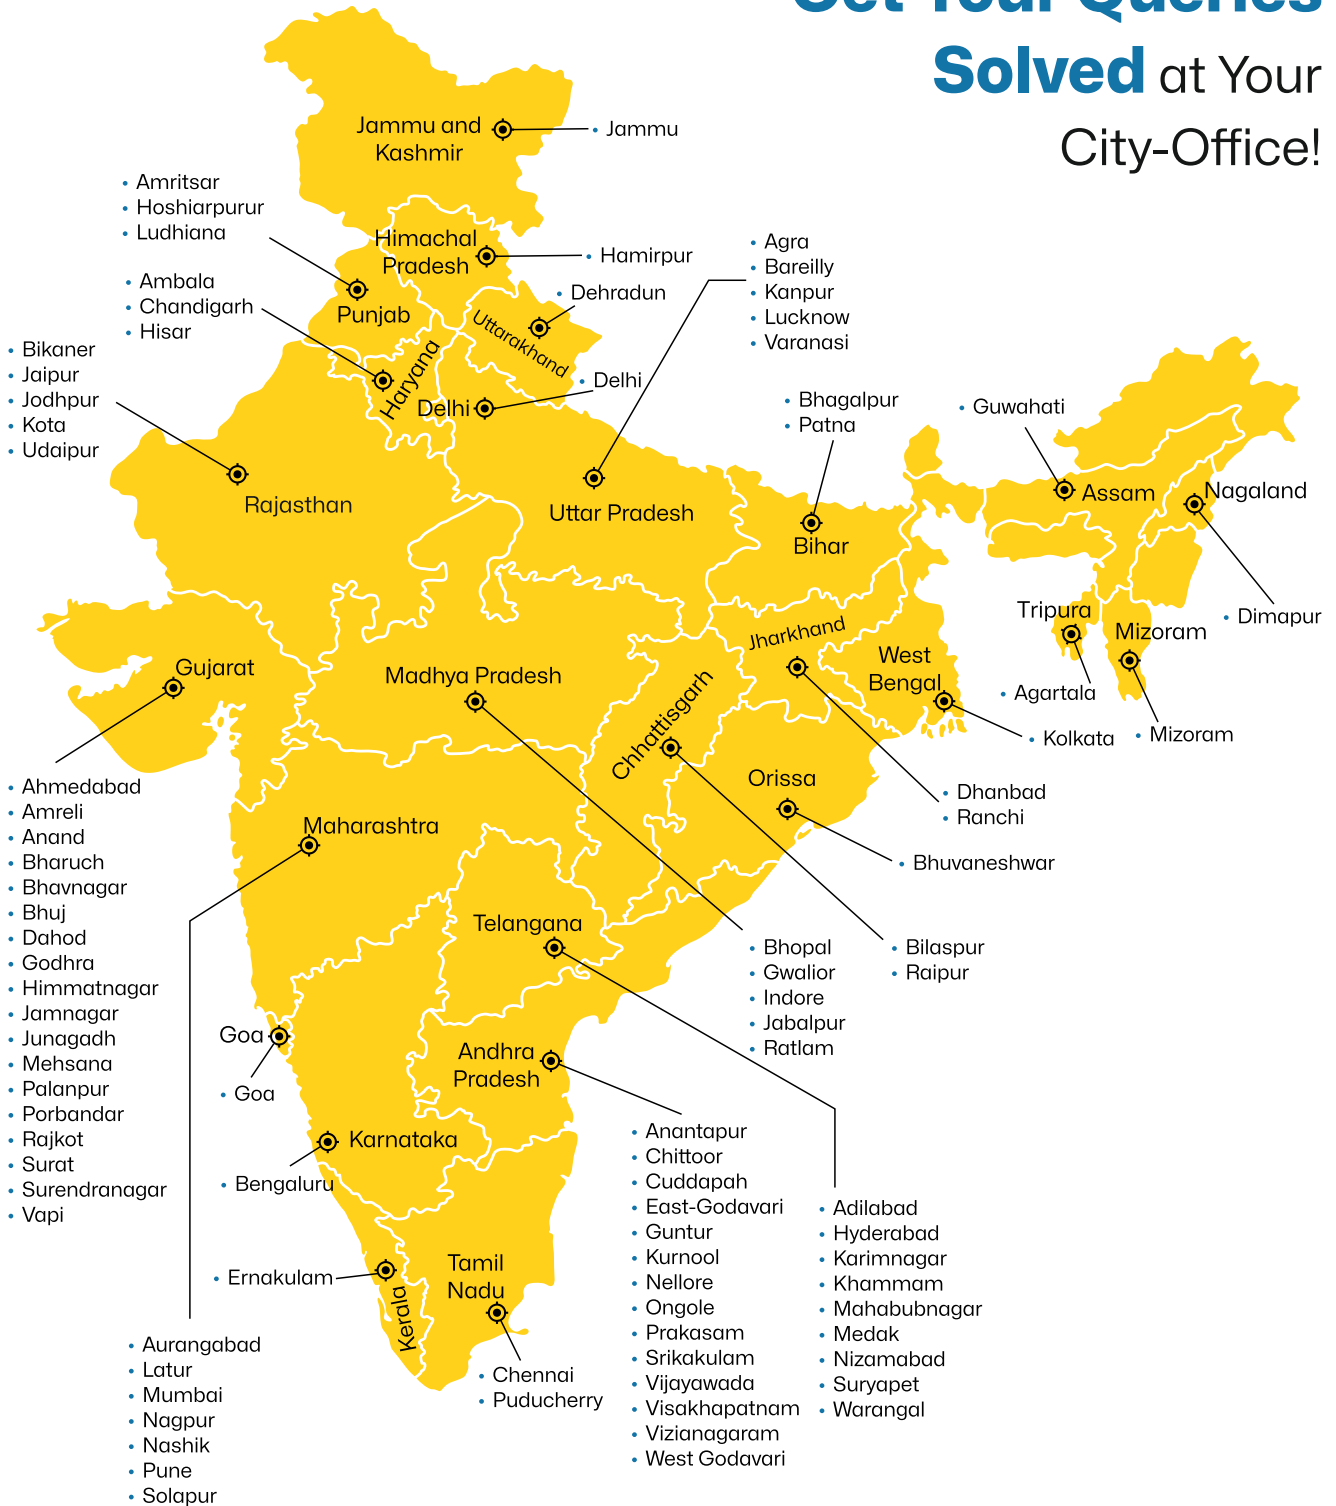 Get Your Queries
Solved at Your
City-Office!
Jammu and
Kashmir
• Jammu
• Amritsar
• Hoshiarpurur
• Ludhiana
Himachal
Pradesh
• Hamirpur
• Agra
• Bareilly
• Kanpur
• Lucknow
• Varanasi
• Ambala
• Chandigarh
• Hisar
Punjab
• Dehradun
Uttarakhand
• Bikaner
• Jaipur
• Jodhpur
• Kota
• Udaipur
Haryana
Delhi
• Delhi
• Bhagalpur
• Patna
• Guwahati
Rajasthan
Uttar Pradesh
Bihar
Assam
Nagaland
• Dimapur
Tripura
Mizoram
• Agartala
• Mizoram
Jharkhand
West
Bengal
• Kolkata
Gujarat
Madhya Pradesh
Chhattisgarh
Orissa
• Dhanbad
• Ranchi
• Bhuvaneshwar
• Ahmedabad
• Amreli
• Anand
• Bharuch
• Bhavnagar
• Bhuj
• Dahod
• Godhra
• Himmatnagar
• Jamnagar
• Junagadh
• Mehsana
• Palanpur
• Porbandar
• Rajkot
• Surat
• Surendranagar
• Vapi
Maharashtra
Telangana
• Bhopal
• Gwalior
• Indore
• Jabalpur
• Ratlam
• Bilaspur
• Raipur
Goa
• Goa
Andhra
Pradesh
Karnataka
• Bengaluru
• Anantapur
• Chittoor
• Cuddapah
• East-Godavari
• Guntur
• Kurnool
• Nellore
• Ongole
• Prakasam
• Srikakulam
• Vijayawada
• Visakhapatnam
• Vizianagaram
• West Godavari
• Adilabad
• Hyderabad
• Karimnagar
• Khammam
• Mahabubnagar
• Medak
• Nizamabad
• Suryapet
• Warangal
• Ernakulam
Kerala
Tamil
Nadu
• Chennai
• Puducherry
• Aurangabad
• Latur
• Mumbai
• Nagpur
• Nashik
• Pune
• Solapur